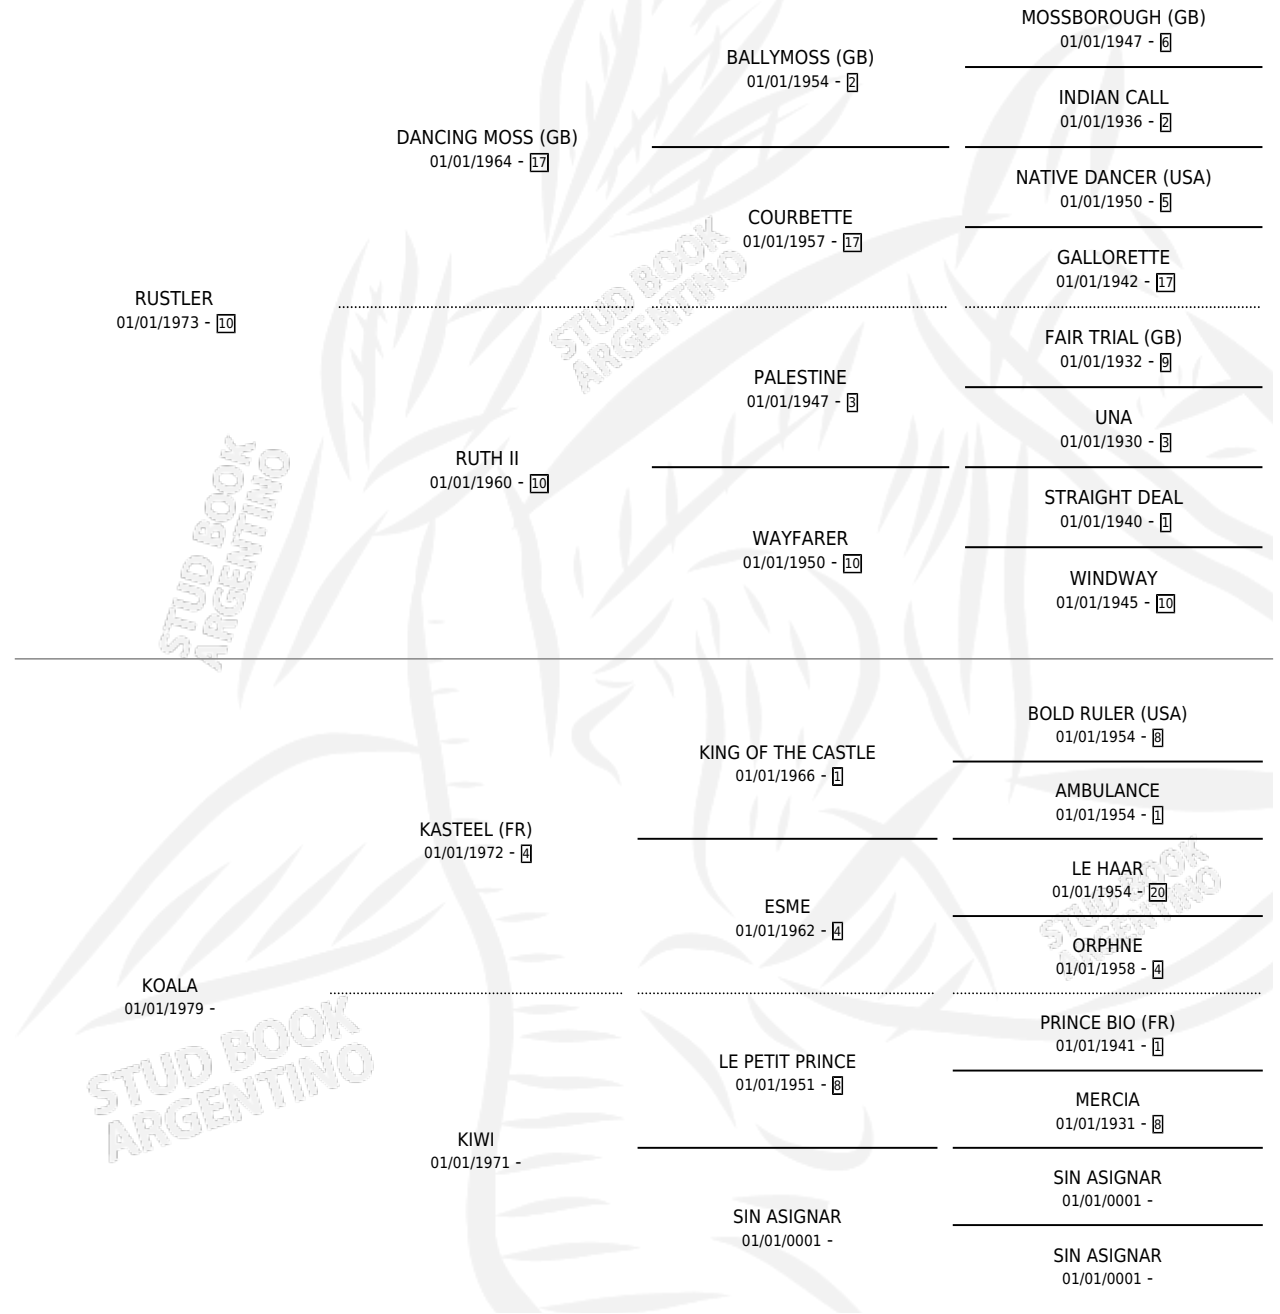 MOSSBOROUGH (GB)
01/01/1947 - 6
BALLYMOSS (GB)
01/01/1954 - 2
INDIAN CALL
01/01/1936 - 2
DANCING MOSS (GB)
01/01/1964 - 17
NATIVE DANCER (USA)
01/01/1950 - 5
COURBETTE
01/01/1957 - 17
GALLORETTE
01/01/1942 - 17
RUSTLER
01/01/1973 - 10
STUD BOOK
ARGENTINO
FAIR TRIAL (GB)
01/01/1932 - 9
PALESTINE
01/01/1947 - 3
UNA
01/01/1930 - 3
RUTH II
01/01/1960 - 10
STRAIGHT DEAL
01/01/1940 - 1
WAYFARER
01/01/1950 - 10
WINDWAY
01/01/1945 - 10
STUD BOOK
ARGENTINO
BOLD RULER (USA)
01/01/1954 - 8
KING OF THE CASTLE
01/01/1966 - 1
AMBULANCE
01/01/1954 - 1
KASTEEL (FR)
01/01/1972 - 4
LE HAAR
01/01/1954 - 20
STUD BOOK
ARGENTINO
ESME
01/01/1962 - 4
ORPHNE
01/01/1958 - 4
KOALA
01/01/1979 -
PRINCE BIO (FR)
01/01/1941 - 1
LE PETIT PRINCE
01/01/1951 - 8
MERCIA
01/01/1931 - 8
STUD BOOK
ARGENTINO
KIWI
01/01/1971 -
SIN ASIGNAR
01/01/0001 -
SIN ASIGNAR
01/01/0001 -
SIN ASIGNAR
01/01/0001 -